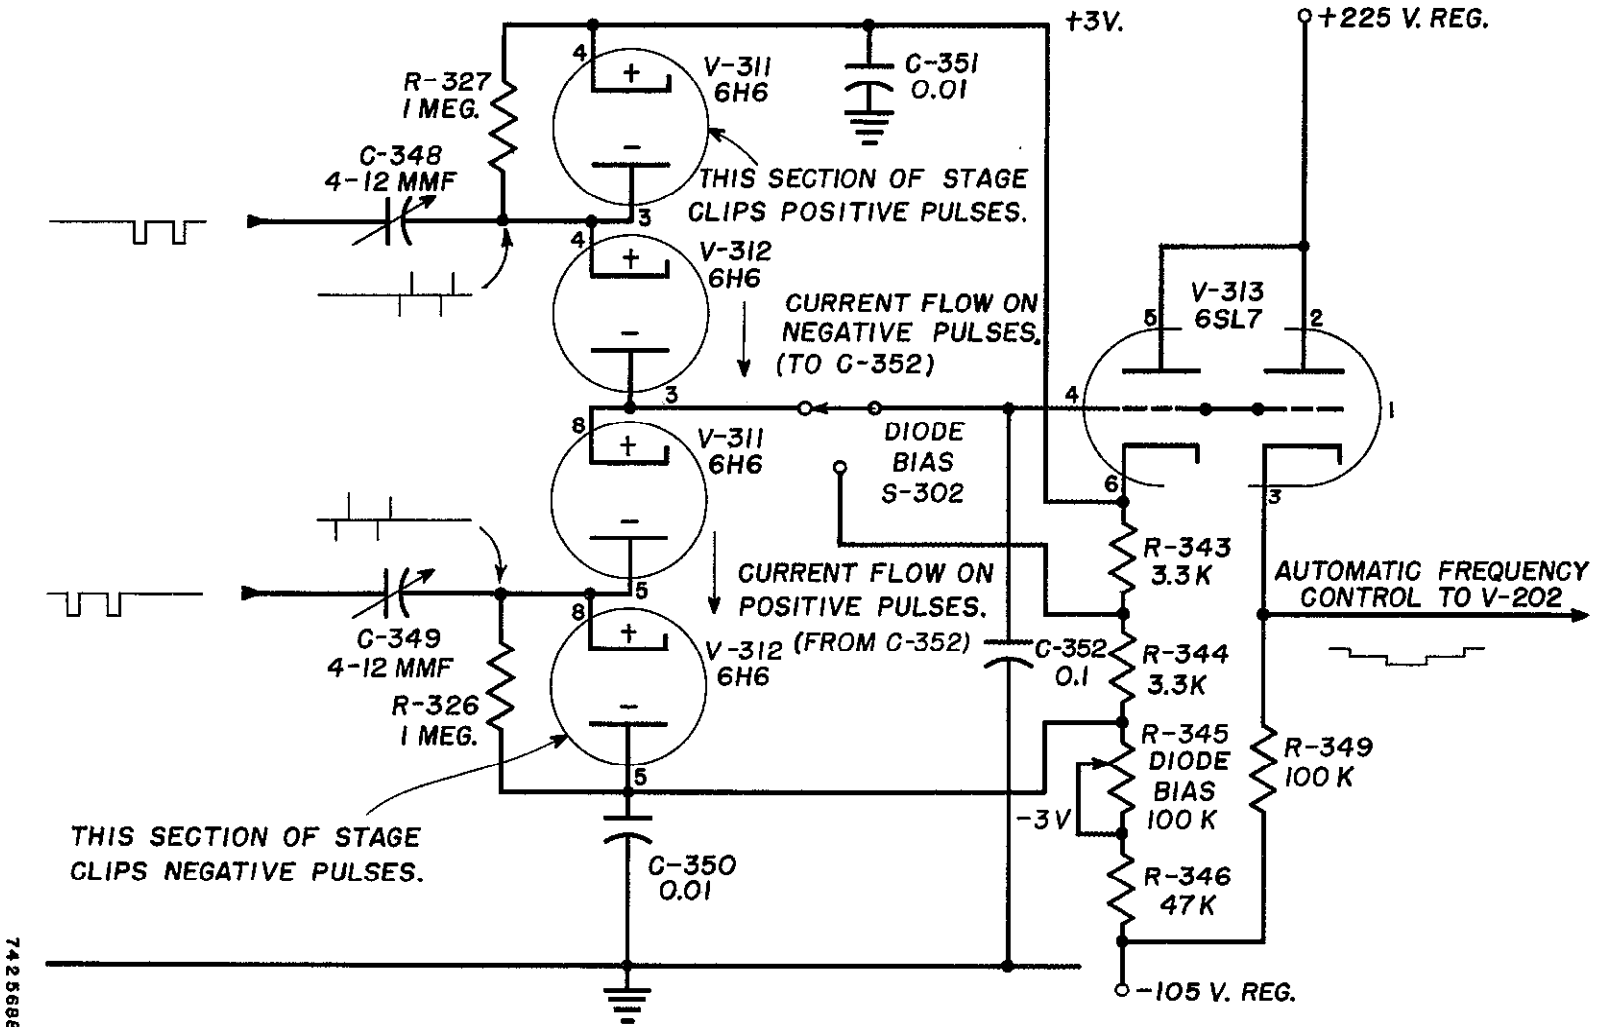 +3V.
+225 V. REG.
4
+
V-311
6H6
C-351
0.01
R-327
1 MEG.
C-348
4-12 MMF
-
THIS SECTION OF STAGE
CLIPS POSITIVE PULSES.
3
4
+
V-312
6H6
-
CURRENT FLOW ON
NEGATIVE PULSES.
(TO C-352)
V-313
6SL7
5
2
3
4
1
8
+
V-311
6H6
-
DIODE
BIAS
S-302
6
3
R-343
3.3K
AUTOMATIC FREQUENCY
CONTROL TO V-202
CURRENT FLOW ON
POSITIVE PULSES.
(FROM C-352)
5
8
+
V-312
6H6
-
C-349
4-12 MMF
C-352
0.1
R-344
3.3K
R-326
1 MEG.
R-345
DIODE
BIAS
100 K
R-349
100 K
5
-3V
THIS SECTION OF STAGE
CLIPS NEGATIVE PULSES.
C-350
0.01
R-346
47 K
-105 V. REG.